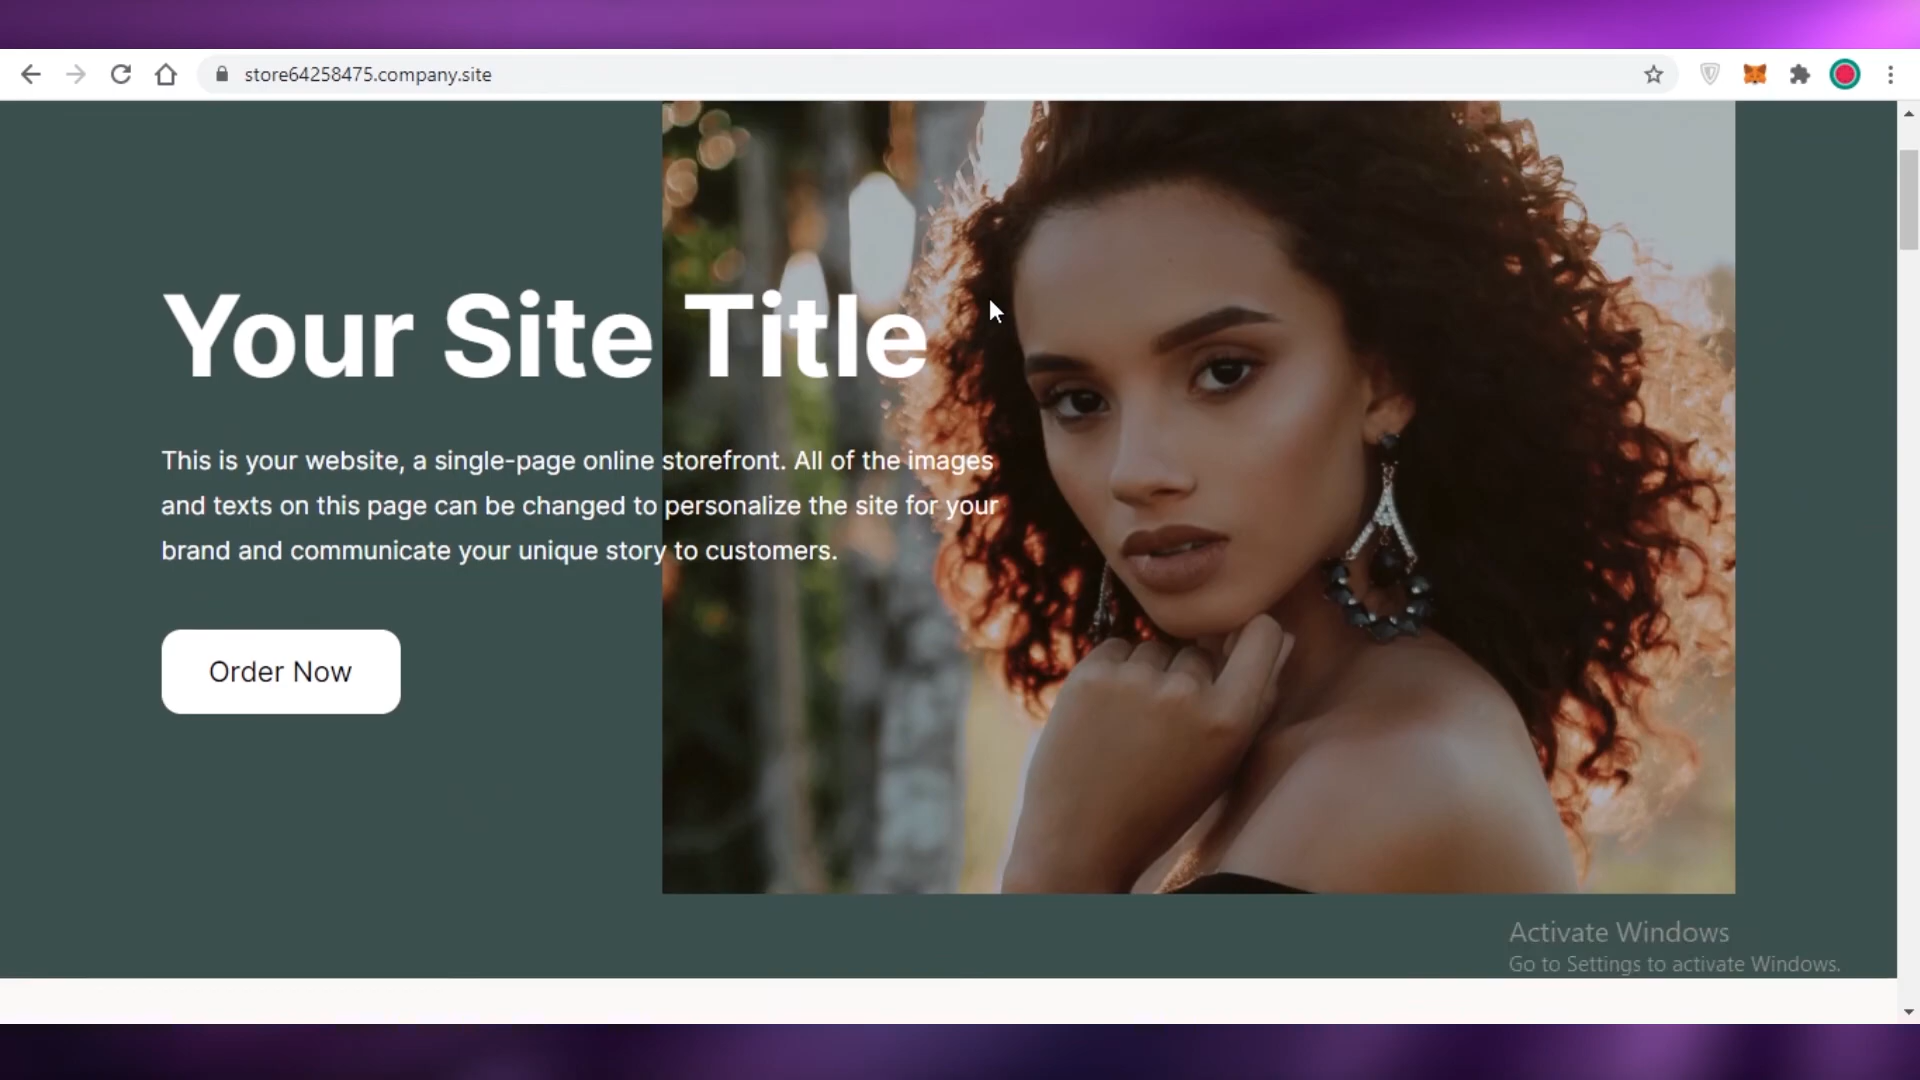 store64258475.company.site
Your Site Title
This is your website, a single-page online storefront. All of the images
and texts on this page can be changed to personalize the site for your
brand and communicate your unique story to customers.
Order Now
Activate Windows
Go to Settings to activate Windows.